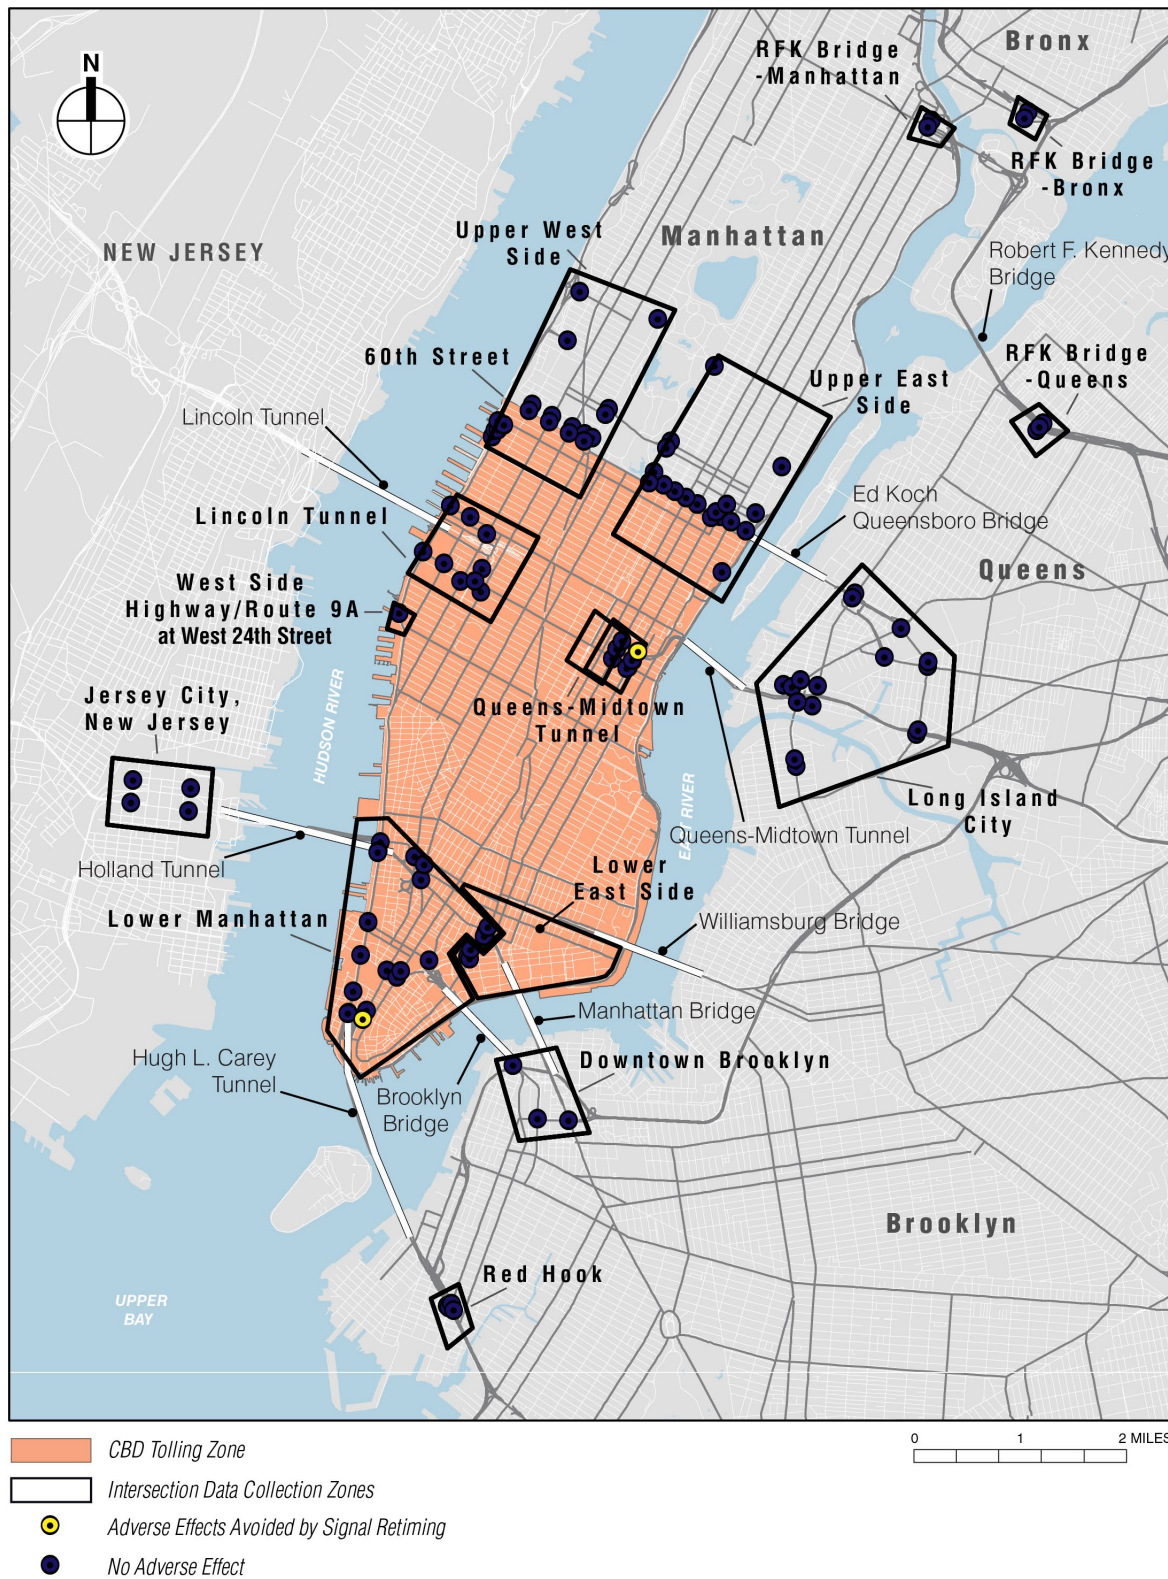 N
RFK Bridge
-Manhattan
Bronx
RFK Bridge
-Bronx
NEW JERSEY
Upper West
Side
Manhattan
Robert F. Kennedy
Bridge
60th Street
RFK Bridge
-Queens
Upper East
Side
Lincoln Tunnel
Ed Koch
Queensboro Bridge
Lincoln Tunnel
Queens
West Side
Highway/Route 9A
at West 24th Street
Jersey City,
New Jersey
HUDSON RIVER
Queens-Midtown
Tunnel
EAST RIVER
Long Island
City
Queens-Midtown Tunnel
Holland Tunnel
Lower
East Side
Lower Manhattan
Williamsburg Bridge
Manhattan Bridge
Hugh L. Carey
Tunnel
Downtown Brooklyn
Brooklyn
Bridge
Brooklyn
Red Hook
UPPER
BAY
CBD Tolling Zone
0 1 2 MILES
Intersection Data Collection Zones
Adverse Effects Avoided by Signal Retiming
No Adverse Effect